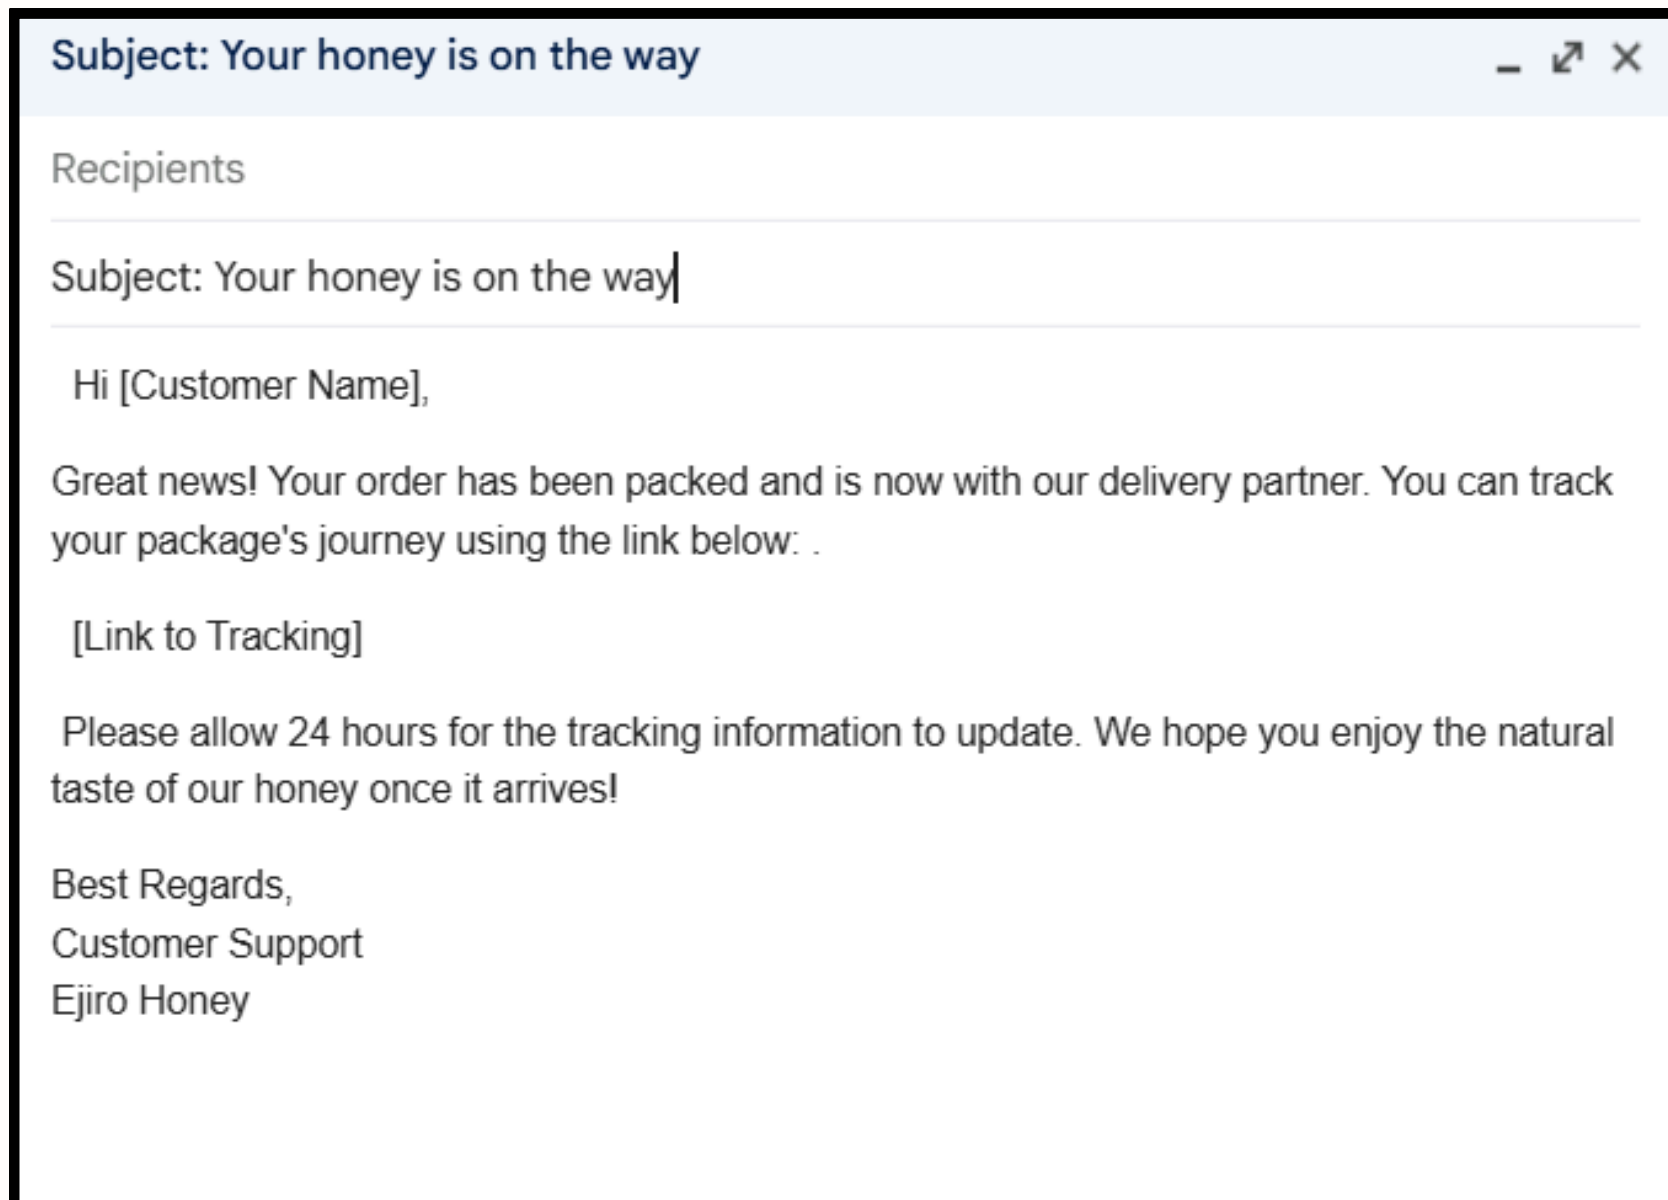 Subject: Your honey is on the way
Recipients
Subject: Your honey is on the way
Hi [Customer Name],
Great news! Your order has been packed and is now with our delivery partner. You can track
your package's journey using the link below: .
[Link to Tracking]
Please allow 24 hours for the tracking information to update. We hope you enjoy the natural
taste of our honey once it arrives!
Best Regards,
Customer Support
Ejiro Honey